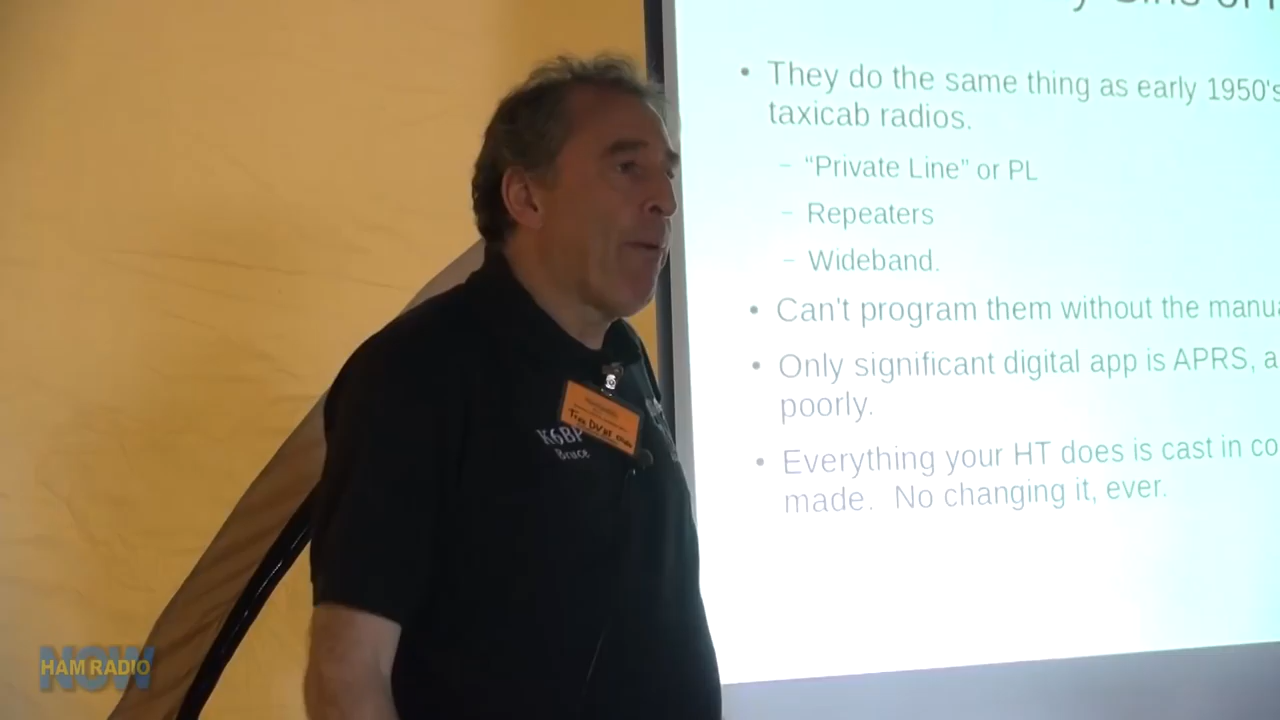 They do the same thing as early 1950's
taxicab radios.
“Private Line” or PL
Repeaters
Wideband.
Can't program them without the
Only significant digital app is APRS,
poorly.
Everything your HT does is cast in
made. No changing it, ever.
K6BP
Bruce
HAM RADIO
NOW